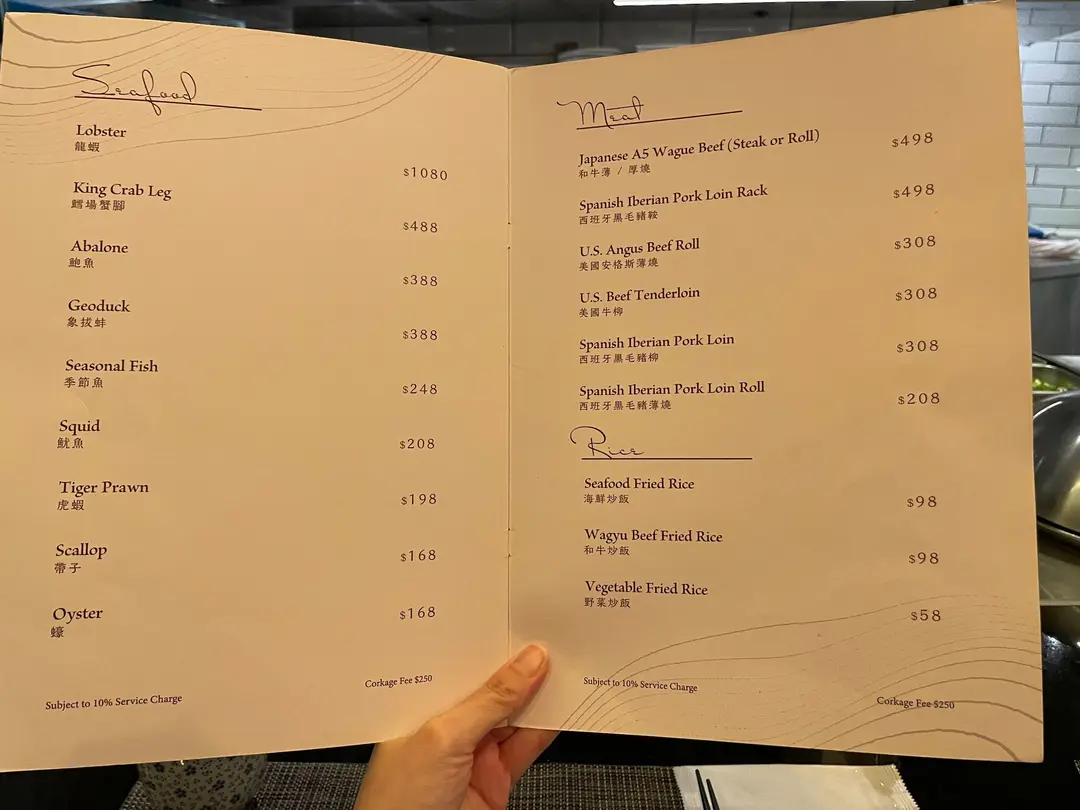 Seafood
Lobster
龍蝦
$1080
King Crab Leg
鱈場蟹腳
$488
Abalone
鮑魚
$388
Geoduck
象拔蚌
$388
Seasonal Fish
季節魚
$248
Squid
魷魚
$208
Tiger Prawn
虎蝦
$198
Scallop
帶子
$168
Oyster
蠔
$168
Subject to 10% Service Charge
Corkage Fee $250
Meat
Japanese A5 Wague Beef (Steak or Roll)
和牛薄 / 厚燒
$498
Spanish Iberian Pork Loin Rack
西班牙黑毛豬鞍
$498
U.S. Angus Beef Roll
美國安格斯薄燒
$308
U.S. Beef Tenderloin
美國牛柳
$308
Spanish Iberian Pork Loin
西班牙黑毛豬柳
$308
Spanish Iberian Pork Loin Roll
西班牙黑毛豬薄燒
$208
Rice
Seafood Fried Rice
海鮮炒飯
$98
Wagyu Beef Fried Rice
和牛炒飯
$98
Vegetable Fried Rice
野菜炒飯
$58
Subject to 10% Service Charge
Corkage Fee $250